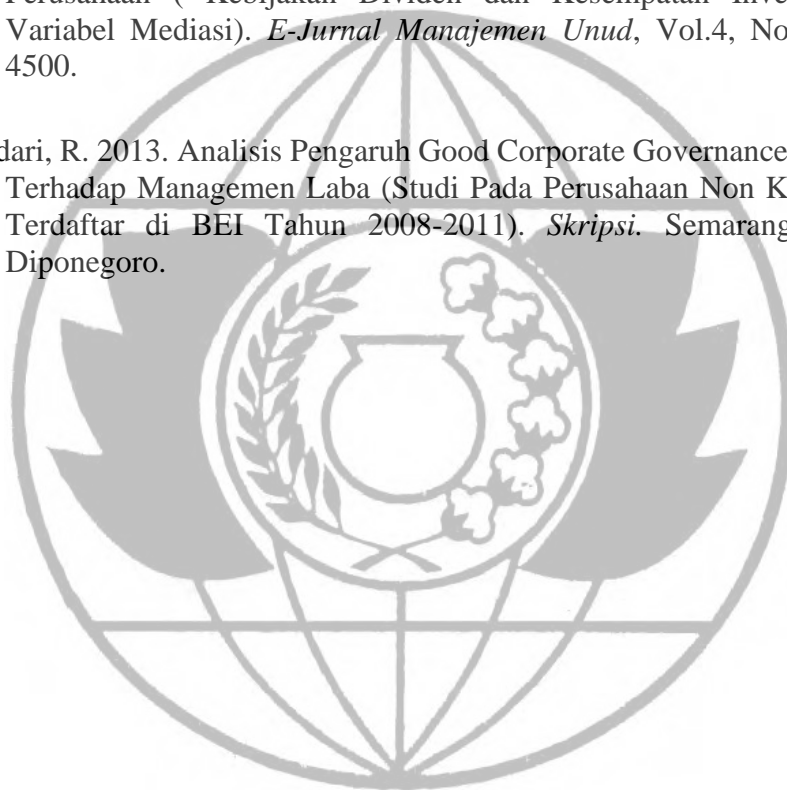 Perusahaan ( Kebijakan Dividen dan Kesempatan Inve
Variabel Mediasi). E-Jurnal Manajemen Unud, Vol.4, No
4500.
dari, R. 2013. Analisis Pengaruh Good Corporate Governance
Terhadap Managemen Laba (Studi Pada Perusahaan Non K
Terdaftar di BEI Tahun 2008-2011). Skripsi. Semarang
Diponegoro.